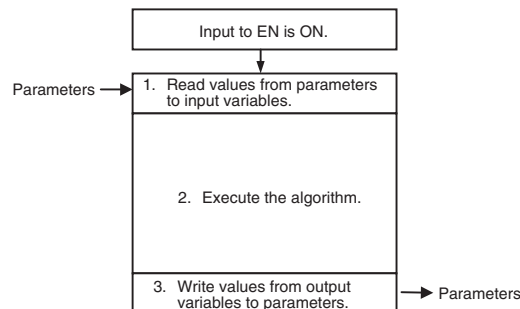 Input to EN is ON.
Parameters
1. Read values from parameters
to input variables.
2. Execute the algorithm.
3. Write values from output
variables to parameters.
Parameters